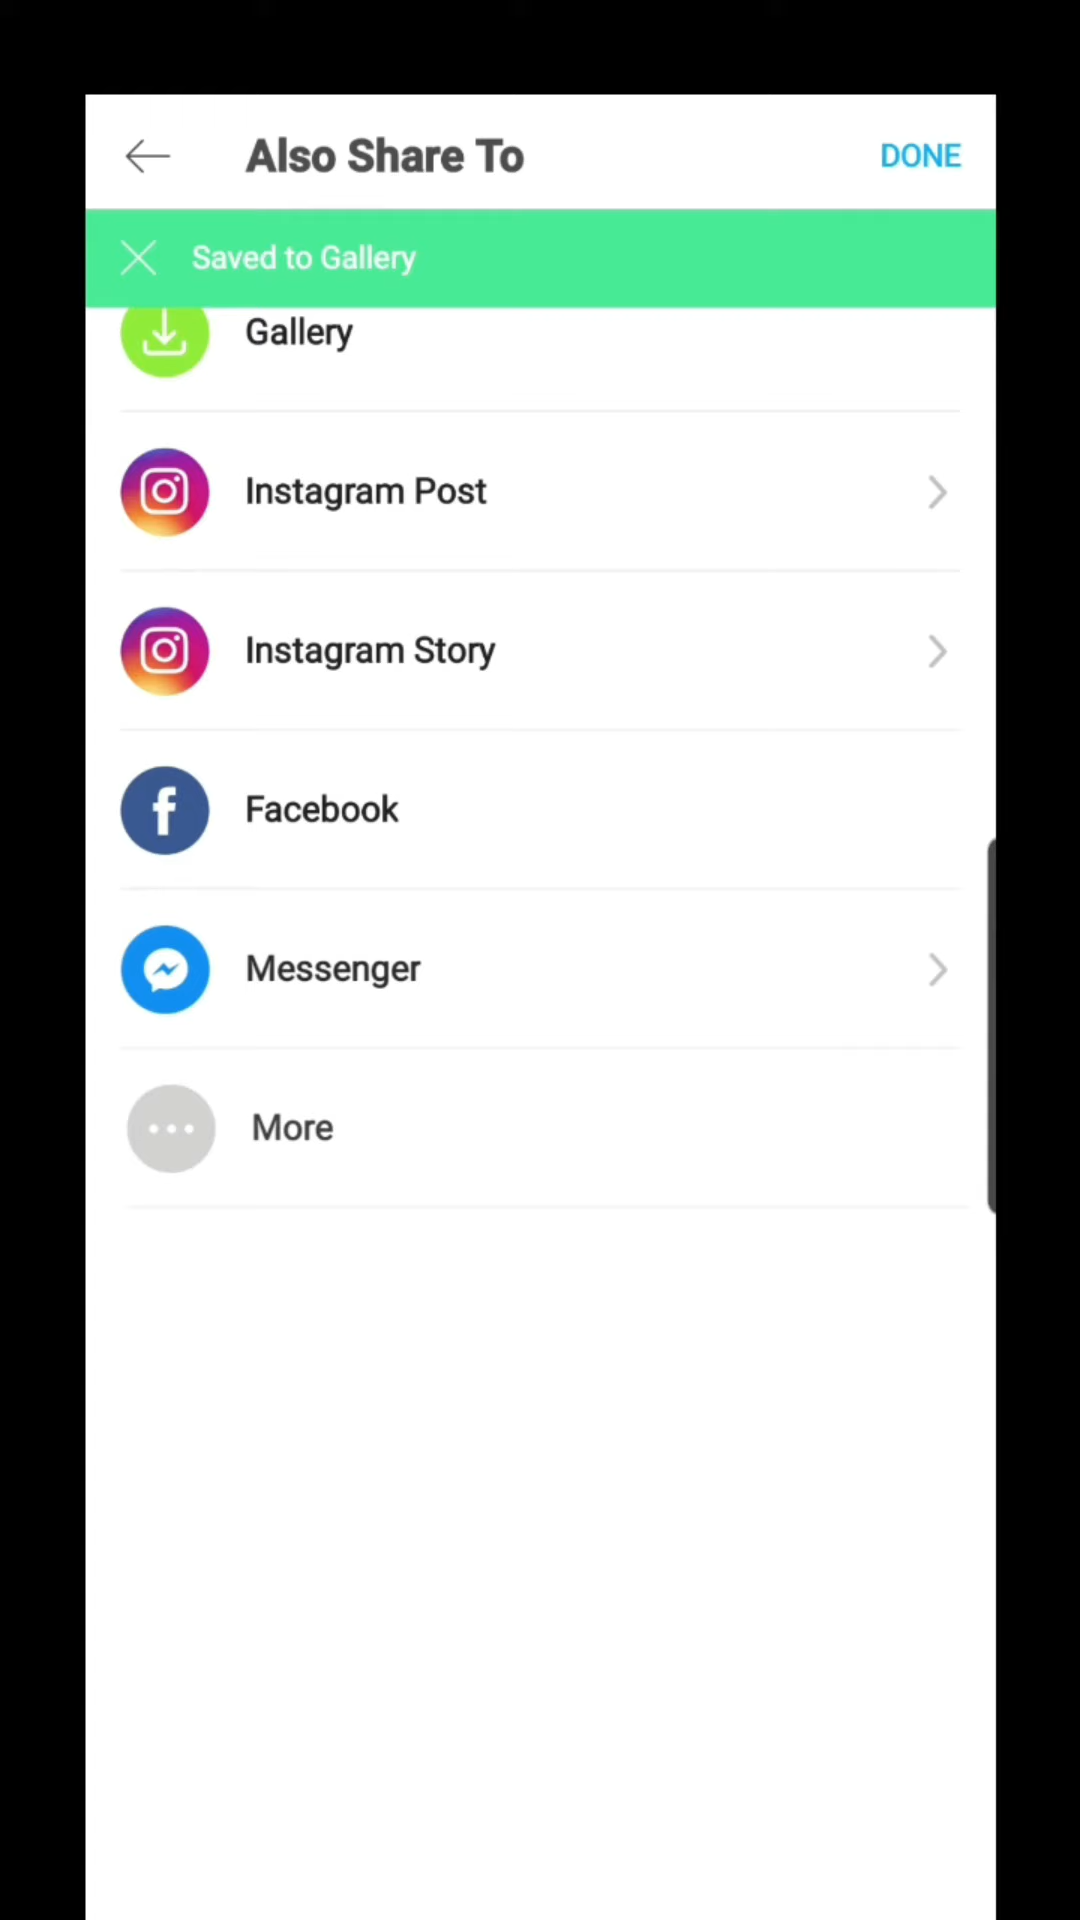 Also Share To
DONE
Saved to Gallery
Gallery
Instagram Post
Instagram Story
Facebook
Messenger
More